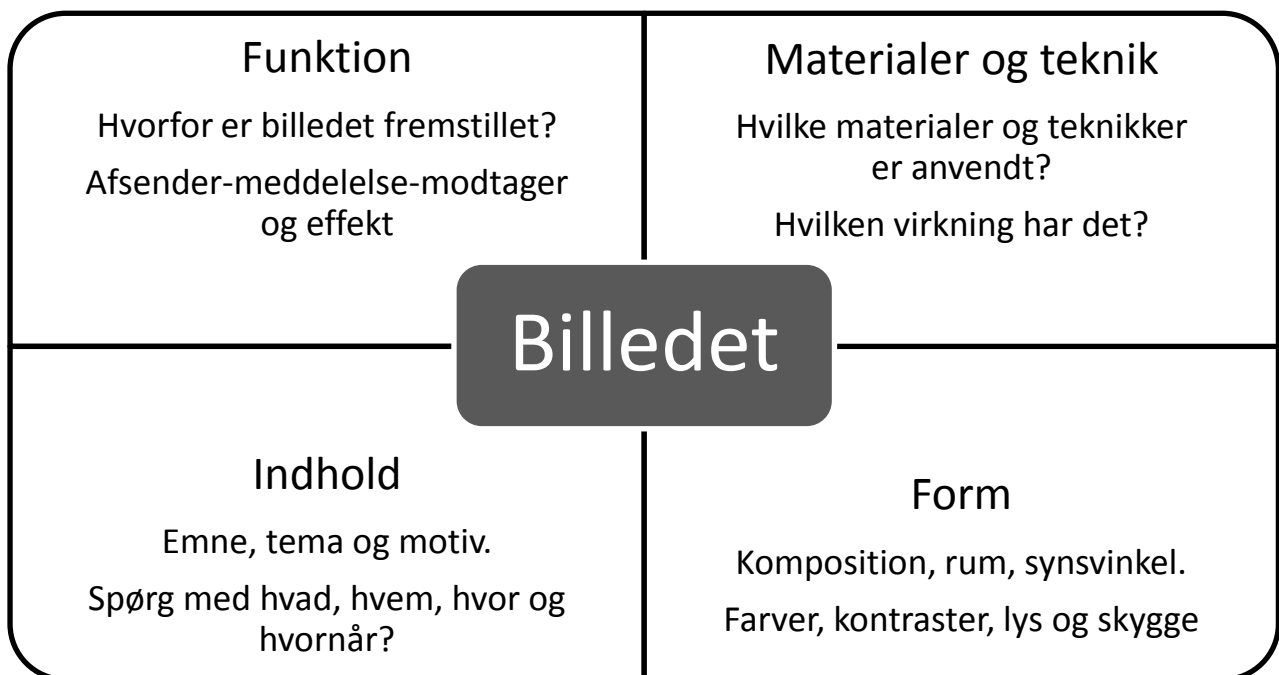 Funktion
Hvorfor er billedet fremstillet?
Afsender-meddelelse-modtager
og effekt
Materialer og teknik
Hvilke materialer og teknikker
er anvendt?
Hvilken virkning har det?
Billedet
Indhold
Emne, tema og motiv.
Spørg med hvad, hvem, hvor og
hvornår?
Form
Komposition, rum, synsvinkel.
Farver, kontraster, lys og skygge